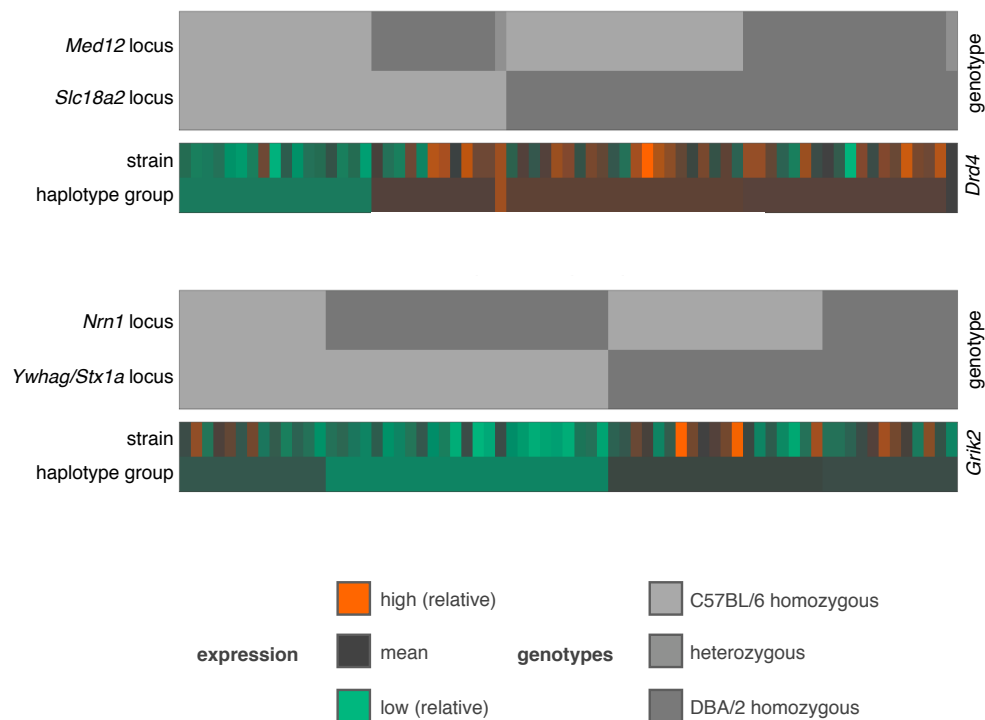 Med12 locus
Slc18a2 locus
genotype
strain
haplotype group
Drd4
Nrn1 locus
Ywhag/Stx1a locus
genotype
strain
haplotype group
Grik2
expression
high (relative)
mean
low (relative)
genotypes
C57BL/6 homozygous
heterozygous
DBA/2 homozygous